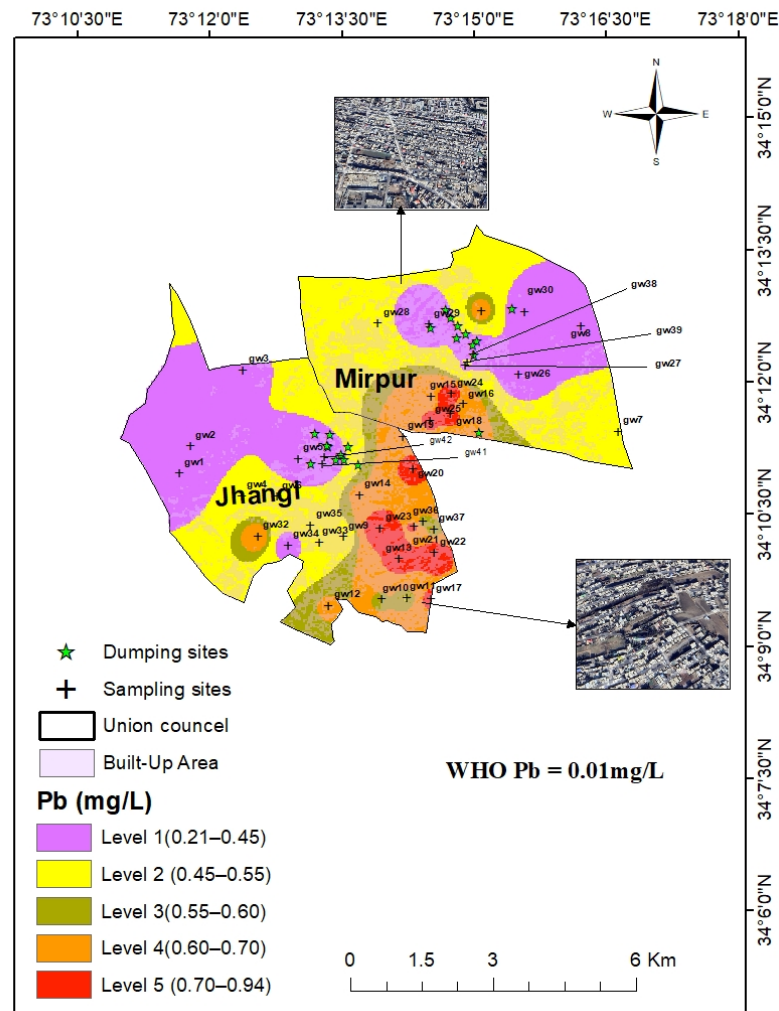 73°10'30"E 73°12'0"E 73°13'30"E 73°15'0"E 73°16'30"E 73°18'0"E
N
W E
S
34°15'0"N
34°13'30"N
gw38
gw30
gw28 gw29
gw8
gw39
gw27
34°12'0"N
gw3
Mirpur
gw26
gw15 gw24
gw16
gw25
gw18
gw7
gw19
gw2
gw5
gw42
gw41
gw1
gw20
gw4
Jhangi
gw14
34°10'30"N
gw35
gw32
gw34
gw33 gw9
gw23 gw36
gw37
gw21 gw22
gw13
gw12
gw10 gw11 gw17
34°9'0"N
Dumping sites
Sampling sites
Union councel
Built-Up Area
WHO Pb = 0.01mg/L
34°7'30"N
Pb (mg/L)
Level 1(0.21–0.45)
Level 2 (0.45–0.55)
Level 3(0.55–0.60)
Level 4(0.60–0.70)
Level 5 (0.70–0.94)
34°6'0"N
0 1.5 3 6 Km